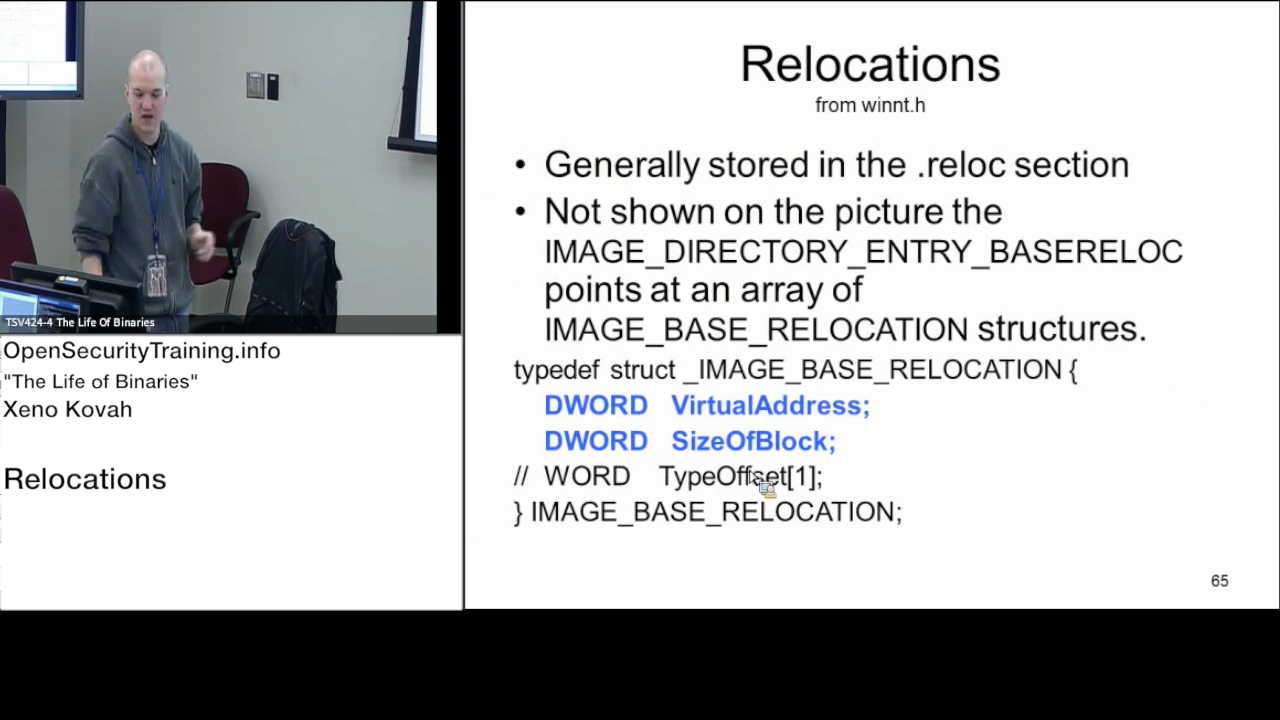 TSV424-4 The Life Of Binaries
OpenSecurityTraining.info
"The Life of Binaries"
Xeno Kovah
Relocations
Relocations
from winnt.h
• Generally stored in the .reloc section
• Not shown on the picture the
IMAGE_DIRECTORY_ENTRY_BASERELOC
points at an array of
IMAGE_BASE_RELOCATION structures.
typedef struct _IMAGE_BASE_RELOCATION {
DWORD VirtualAddress;
DWORD SizeOfBlock;
// WORD TypeOffset[1];
} IMAGE_BASE_RELOCATION;
65